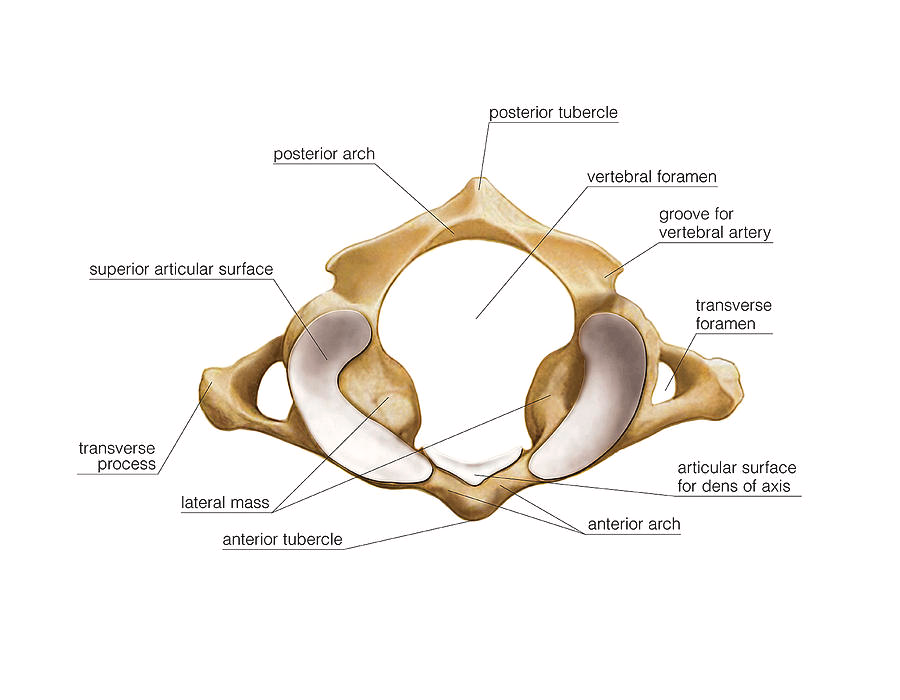 posterior tubercle
posterior arch
vertebral foramen
groove for
vertebral artery
superior articular surface
transverse
foramen
transverse
process
articular surface
for dens of axis
lateral mass
anterior arch
anterior tubercle